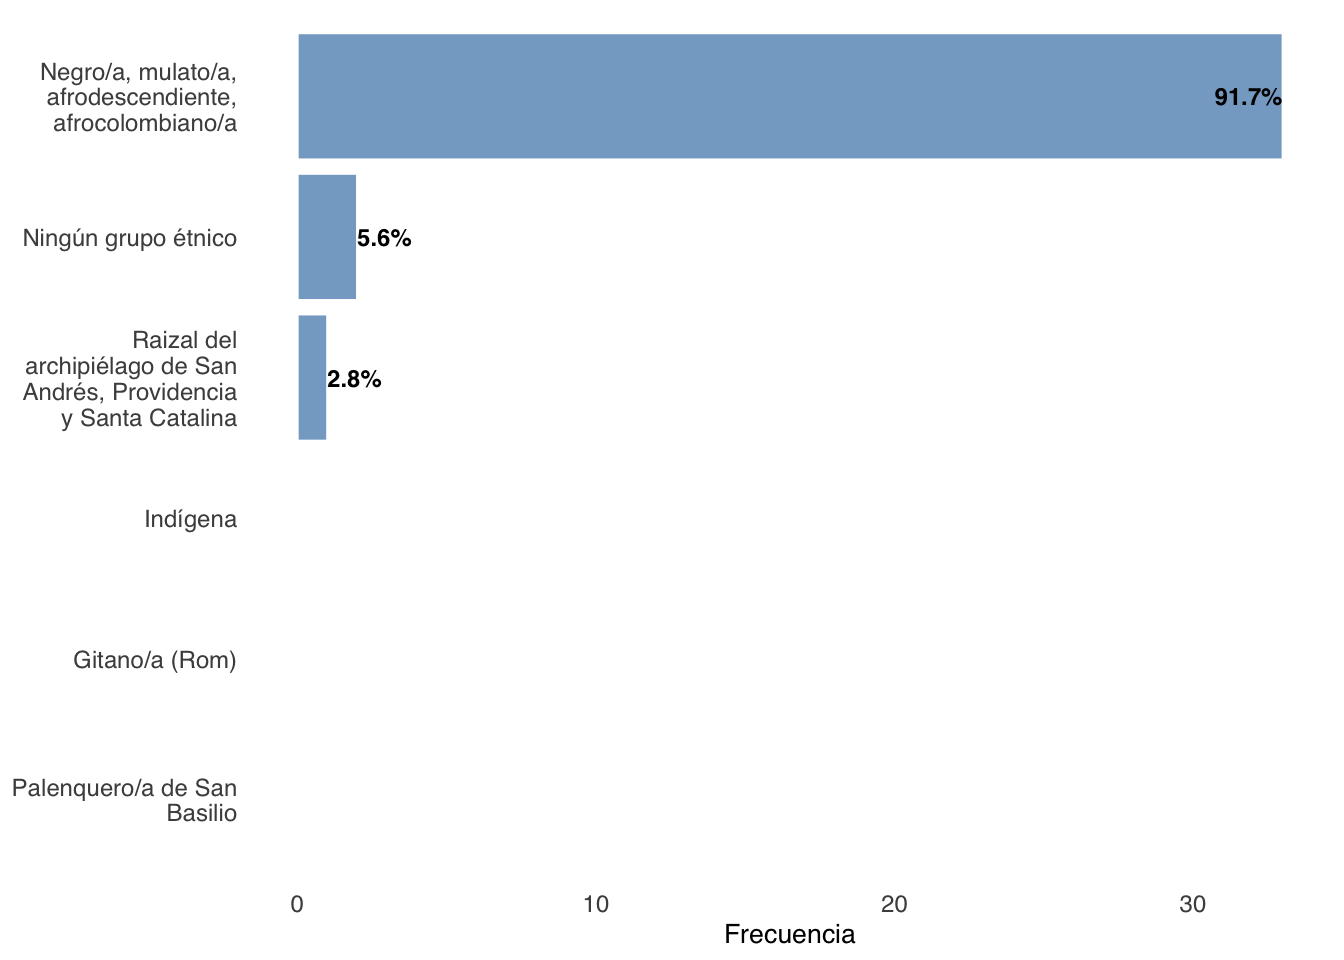 Negro/a, mulato/a,
afrodescendiente,
afrocolombiano/a
91.7%
Ningún grupo étnico
5.6%
Raizal del
archipiélago de San
Andrés, Providencia
y Santa Catalina
2.8%
Indígena
Gitano/a (Rom)
Palenquero/a de San
Basilio
0 10 20 30
Frecuencia